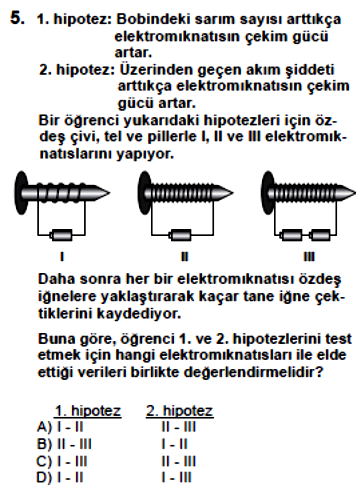 5. 1. hipotez: Bobindeki sarım sayısı arttıkça
elektromıknatısın çekim gücü
artar.
2. hipotez: Üzerinden geçen akım şiddeti
arttıkça elektromıknatısın çekim
gücü artar.
Bir öğrenci yukarıdaki hipotezleri için öz-
deş çivi, tel ve pillerle I, II ve III elektromık-
natıslarını yapıyor.
I II III
Daha sonra her bir elektromıknatısı özdeş
iğnelere yaklaştırarak kaçar tane iğne çek-
tiklerini kaydediyor.
Buna göre, öğrenci 1. ve 2. hipotezlerini test
etmek için hangi elektromıknatısları ile elde
ettiği verileri birlikte değerlendirmelidir?
1. hipotez 2. hipotez
A) I - II II - III
B) II - III I - II
C) I - III II - III
D) I - II I - III